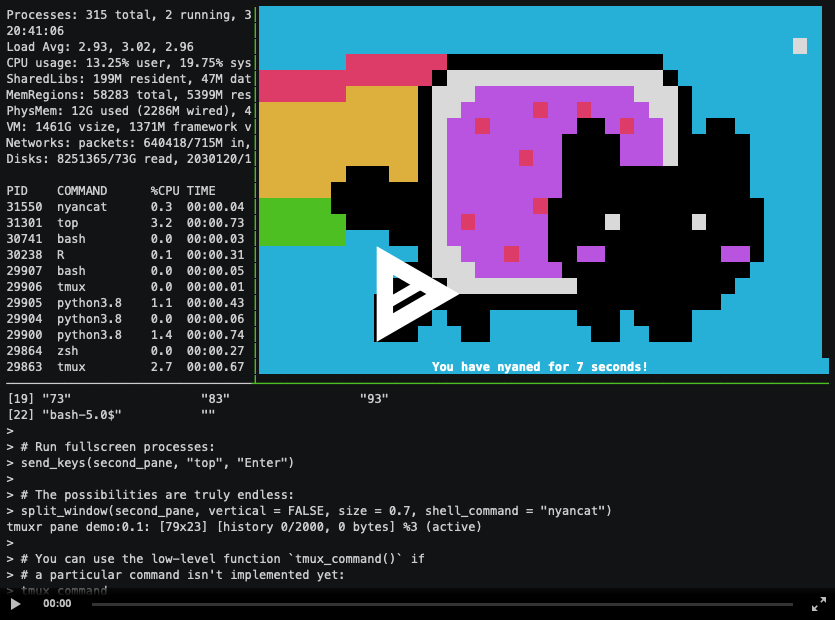 Processes: 315 total, 2 running, 3
20:41:06
Load Avg: 2.93, 3.02, 2.96
CPU usage: 13.25% user, 19.75% sys
SharedLibs: 199M resident, 47M dat
MemRegions: 58283 total, 5399M res
PhysMem: 12G used (2286M wired), 4
VM: 1461G vsize, 1371M framework v
Networks: packets: 640418/715M in,
Disks: 8251365/73G read, 2030120/1
PID COMMAND %CPU TIME
31550 nyancat 0.3 00:00.04
31301 top 3.2 00:00.73
30741 bash 0.0 00:00.03
30238 R 0.1 00:00.31
29907 bash 0.0 00:00.05
29906 tmux 0.0 00:00.01
29905 python3.8 1.1 00:00.43
29904 python3.8 0.0 00:00.06
29900 python3.8 1.4 00:00.74
29864 zsh 0.0 00:00.27
29863 tmux 2.7 00:00.67
You have nyaned for 7 seconds!
[19] "73" "83" "93"
[22] "bash-5.0$" ""
>
> # Run fullscreen processes:
> send_keys(second_pane, "top", "Enter")
>
> # The possibilities are truly endless:
> split_window(second_pane, vertical = FALSE, size = 0.7, shell_command = "nyancat")
tmuxr pane demo:0.1: [79x23] [history 0/2000, 0 bytes] %3 (active)
>
> # You can use the low-level function `tmux_command()` if
> # a particular command isn't implemented yet:
> tmux_command
00:00